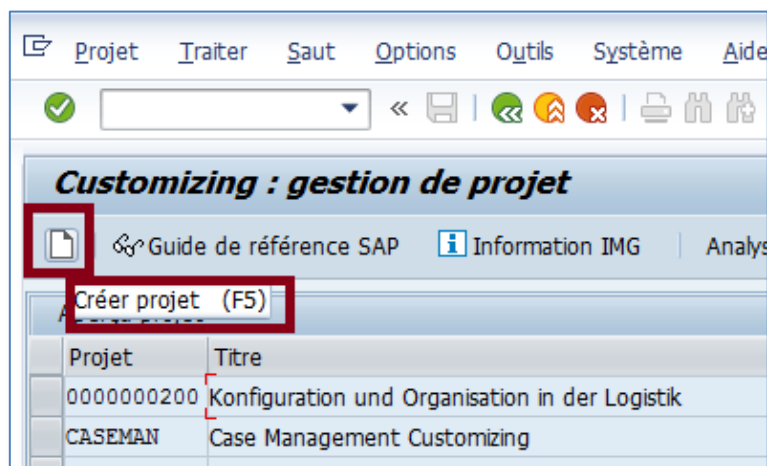 Projet Traiter Saut Options Outils Système Aide
«
Customizing : gestion de projet
Guide de référence SAP i Information IMG Analys
Créer projet (F5)
Projet Titre
0000000200 Konfiguration und Organisation in der Logistik
CASEMAN Case Management Customizing